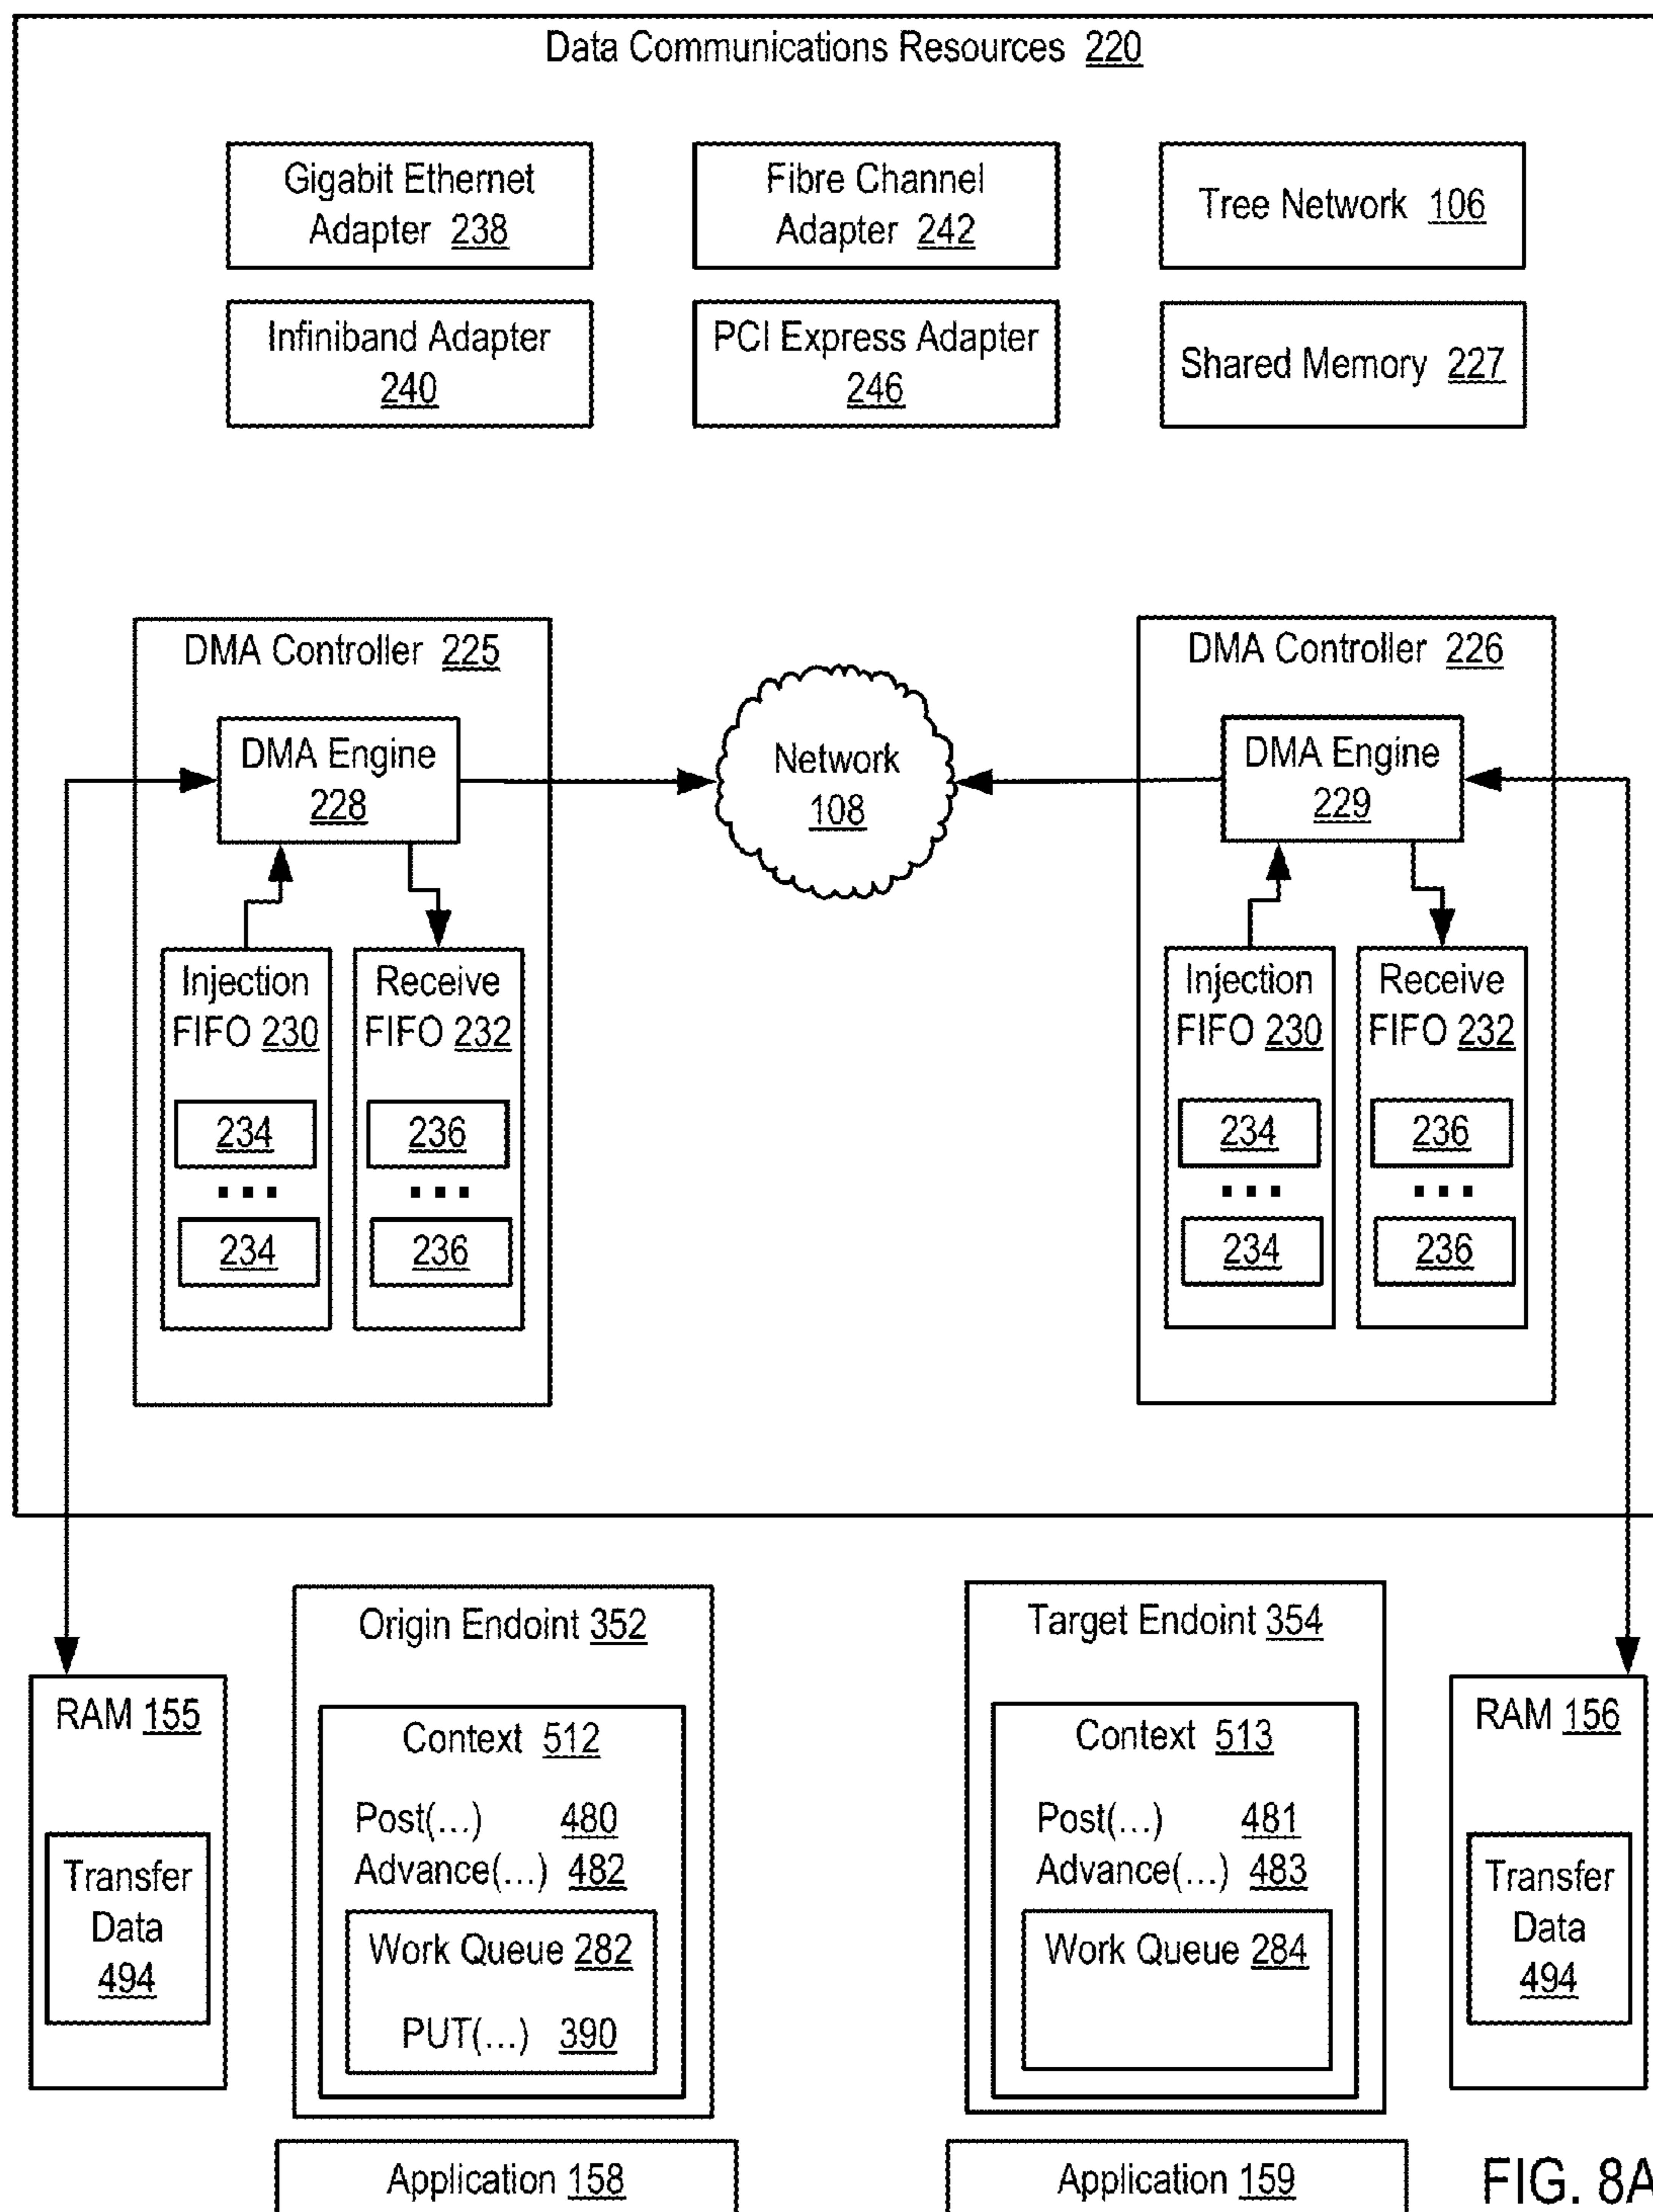 Data Communications Resources 220
Gigabit Ethernet
Adapter 238
Fibre Channel
Adapter 242
Tree Network 106
Infiniband Adapter
240
PCI Express Adapter
246
Shared Memory 227
DMA Controller 225
DMA Engine
228
Injection
FIFO 230
234
...
234
Receive
FIFO 232
236
...
236
Network
108
DMA Controller 226
DMA Engine
229
Injection
FIFO 230
234
...
234
Receive
FIFO 232
236
...
236
RAM 155
Transfer
Data
494
Origin Endoint 352
Context 512
Post(...) 480
Advance(...) 482
Work Queue 282
PUT(...) 390
Target Endoint 354
Context 513
Post(...) 481
Advance(...) 483
Work Queue 284
RAM 156
Transfer
Data
494
Application 158
Application 159
FIG. 8A